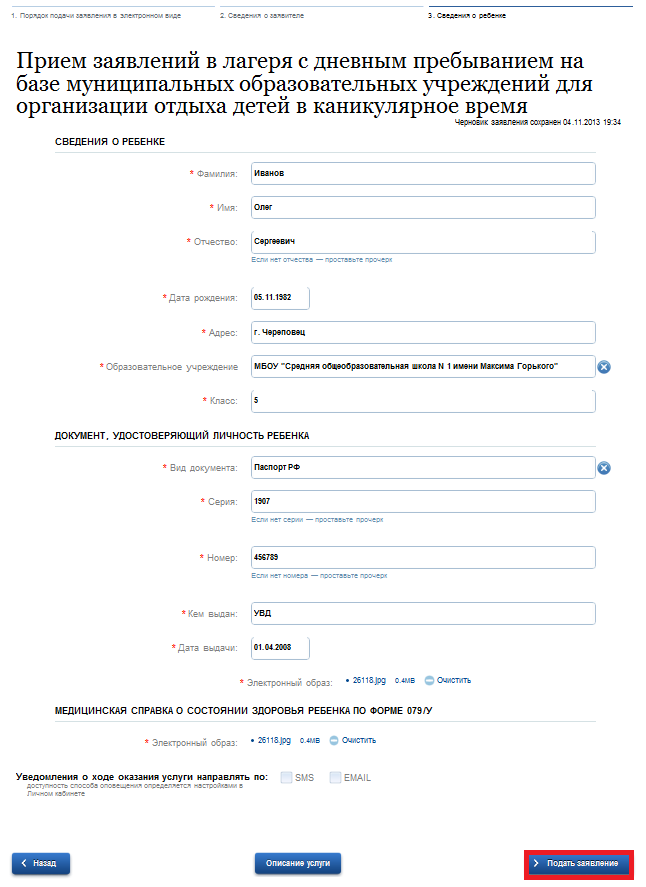 1. Порядок подачи заявления в электронном виде 2. Сведения о заявителе 3. Сведения о ребенке
Прием заявлений в лагеря с дневным пребыванием на
базе муниципальных образовательных учреждений для
организации отдыха детей в каникулярное время
Черновик заявления сохранен 04.11.2013 19:34
СВЕДЕНИЯ О РЕБЕНКЕ
* Фамилия: Иванов
* Имя: Олег
* Отчество: Сергеевич
Если нет отчества — проставьте прочерк
* Дата рождения: 05.11.1982
* Адрес: г. Череповец
* Образовательное учреждение МБОУ "Средняя общеобразовательная школа N 1 имени Максима Горького"
* Класс: 5
ДОКУМЕНТ, УДОСТОВЕРЯЮЩИЙ ЛИЧНОСТЬ РЕБЕНКА
* Вид документа: Паспорт РФ
* Серия: 1907
Если нет серии — проставьте прочерк
* Номер: 456789
Если нет номера — проставьте прочерк
* Кем выдан: УВД
* Дата выдачи: 01.04.2008
* Электронный образ: • 26118.jpg 0.4MB Очистить
МЕДИЦИНСКАЯ СПРАВКА О СОСТОЯНИИ ЗДОРОВЬЯ РЕБЕНКА ПО ФОРМЕ 079/У
* Электронный образ: • 26118.jpg 0.4MB Очистить
Уведомления о ходе оказания услуги направлять по: SMS EMAIL
доступность способа оповещения определяется настройками в
Личном кабинете
Назад Описание услуги Подать заявление